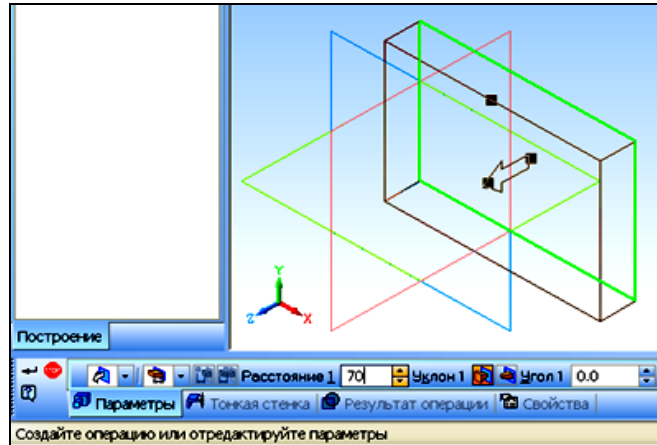 Y
Z
X
Построение
Расстояние 1 70 Уклон 1 Угол 1 0.0
Параметры Тонкая стенка Результат операции Свойства
Создайте операцию или отредактируйте параметры